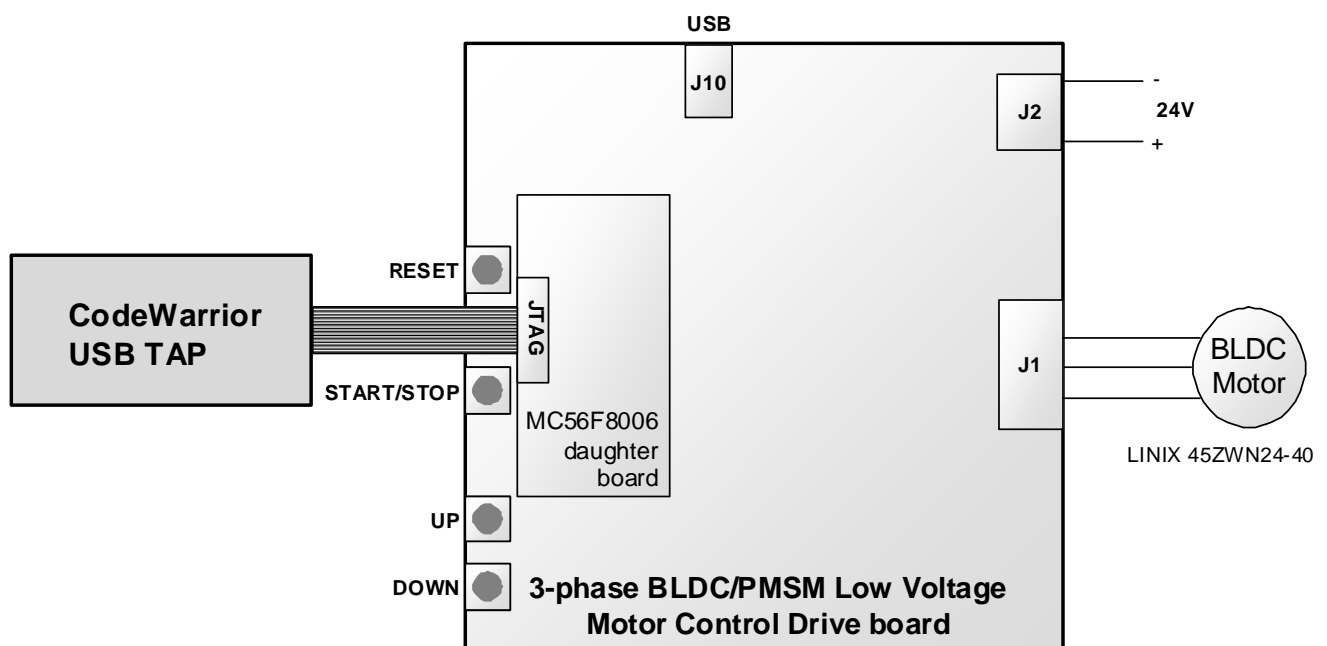 USB
J10
J2
-
24V
+
RESET
CodeWarrior
USB TAP
JTAG
START/STOP
J1
BLDC
Motor
MC56F8006
daughter
board
LINIX 45ZWN24-40
UP
DOWN
3-phase BLDC/PMSM Low Voltage
Motor Control Drive board